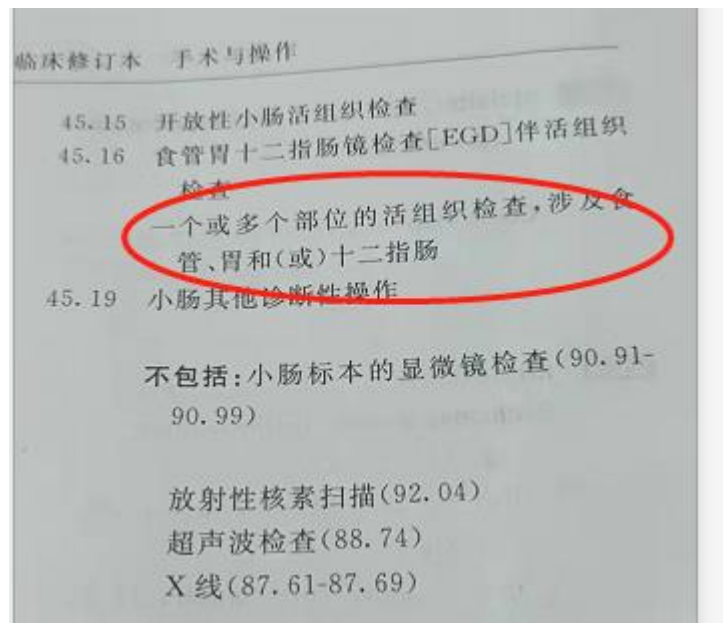 临床修订本 手术与操作
45.15 开放性小肠活组织检查
45.16 食管胃十二指肠镜检查[EGD]伴活组织
检查
一个或多个部位的活组织检查,涉及食
管、胃和(或)十二指肠
45.19 小肠其他诊断性操作
不包括:小肠标本的显微镜检查(90.91-
90.99)
放射性核素扫描(92.04)
超声波检查(88.74)
X 线(87.61-87.69)